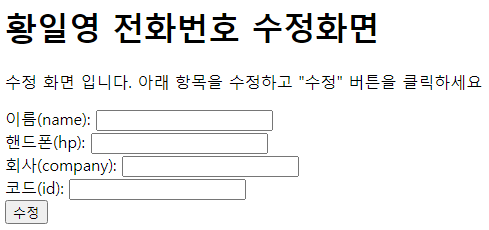 황일영 전화번호 수정화면
수정 화면 입니다. 아래 항목을 수정하고 "수정" 버튼을 클릭하세요
이름(name):
핸드폰(hp):
회사(company):
코드(id):
수정